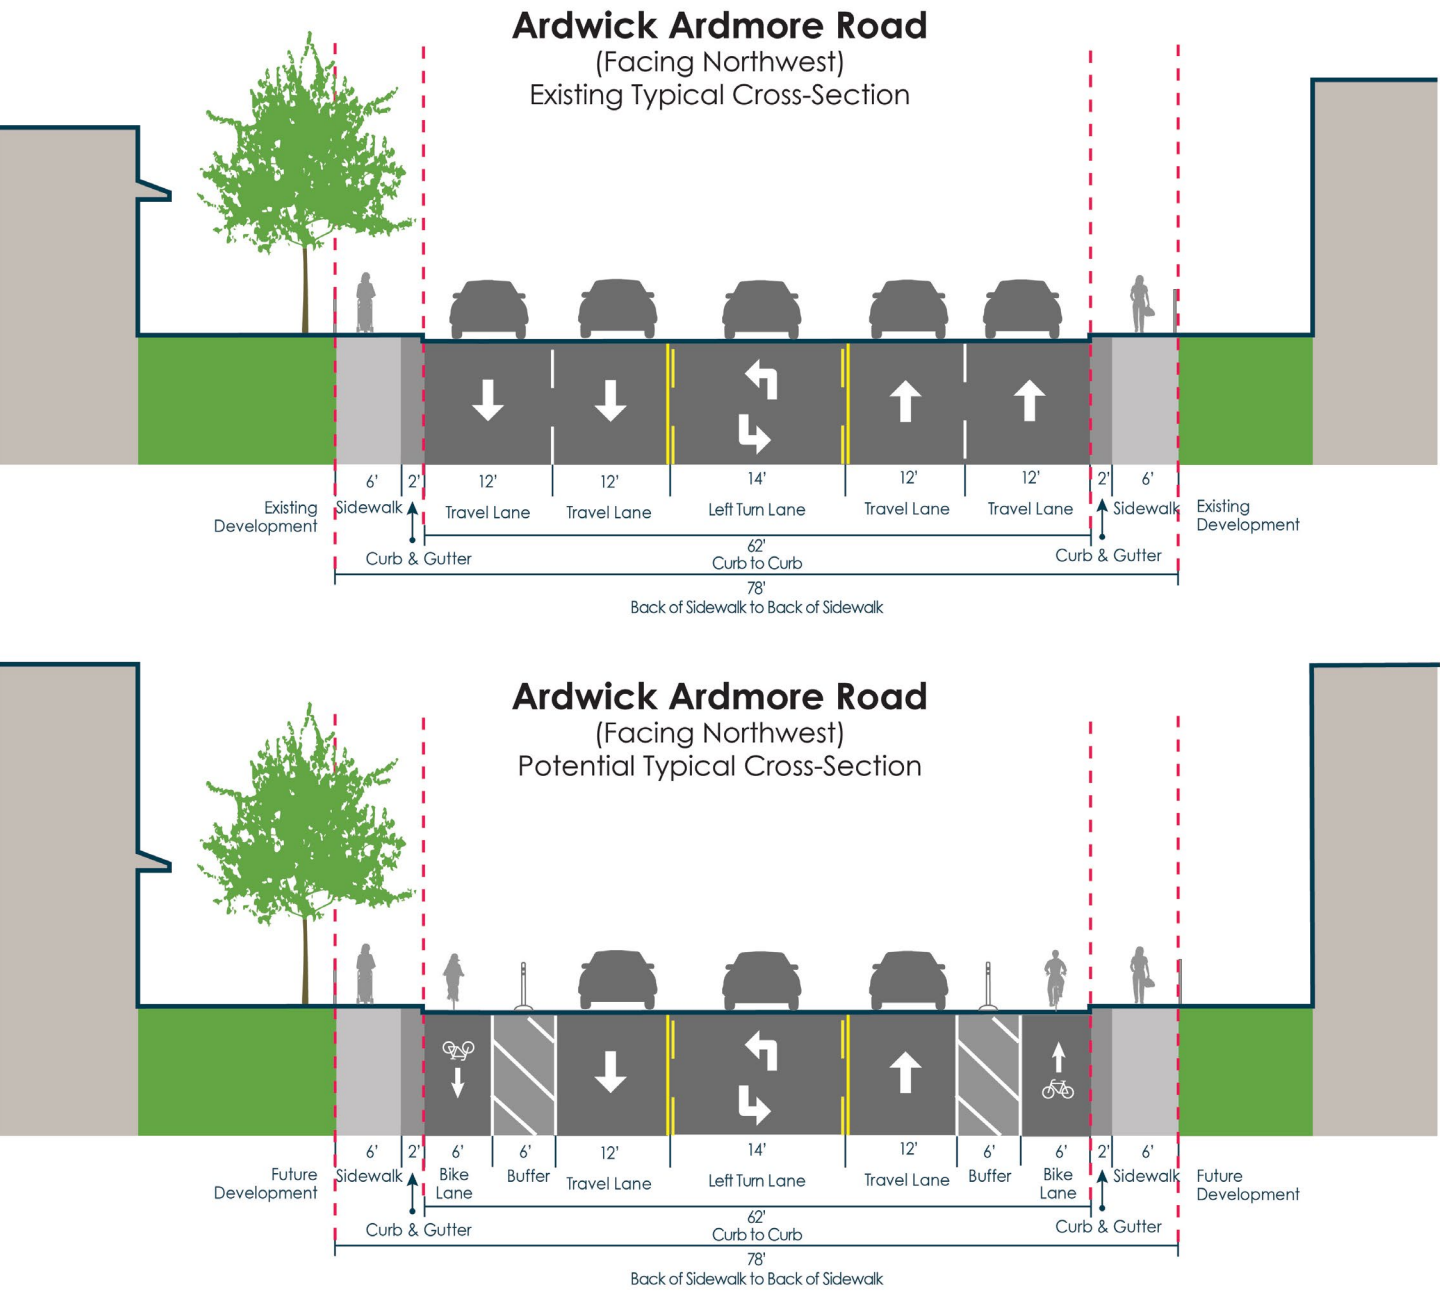 Ardwick Ardmore Road
(Facing Northwest)
Existing Typical Cross-Section
6' 2' 12' 12' 14' 12' 12' 2' 6'
Existing Development
Sidewalk
Curb & Gutter
Travel Lane
Travel Lane
Left Turn Lane
Travel Lane
Travel Lane
Curb & Gutter
Sidewalk
Existing Development
62'
Curb to Curb
78'
Back of Sidewalk to Back of Sidewalk
Ardwick Ardmore Road
(Facing Northwest)
Potential Typical Cross-Section
6' 2' 6' 6' 12' 14' 12' 6' 6' 2' 6'
Future Development
Sidewalk
Curb & Gutter
Bike Lane
Buffer
Travel Lane
Left Turn Lane
Travel Lane
Buffer
Bike Lane
Curb & Gutter
Sidewalk
Future Development
62'
Curb to Curb
78'
Back of Sidewalk to Back of Sidewalk